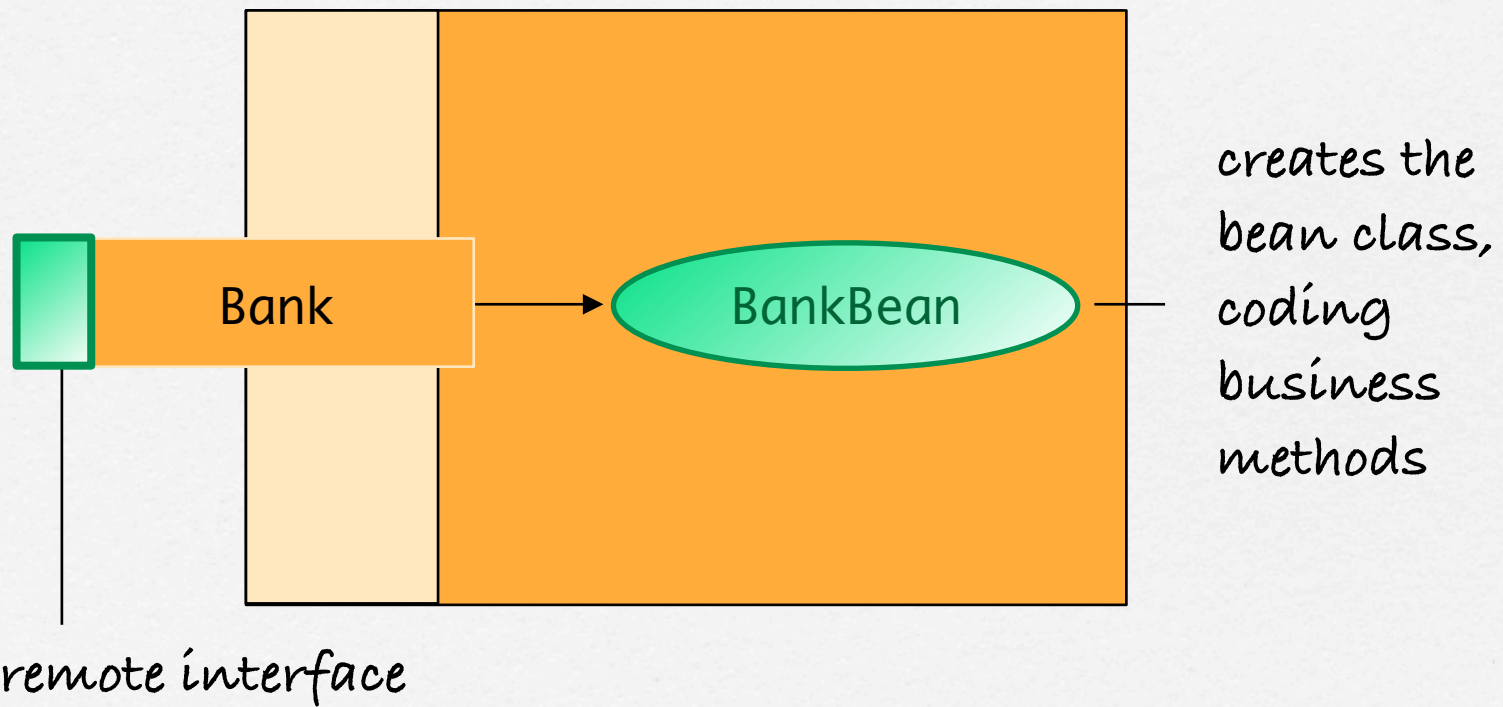 Bank
BankBean
creates the
bean class,
coding
business
methods
remote interface